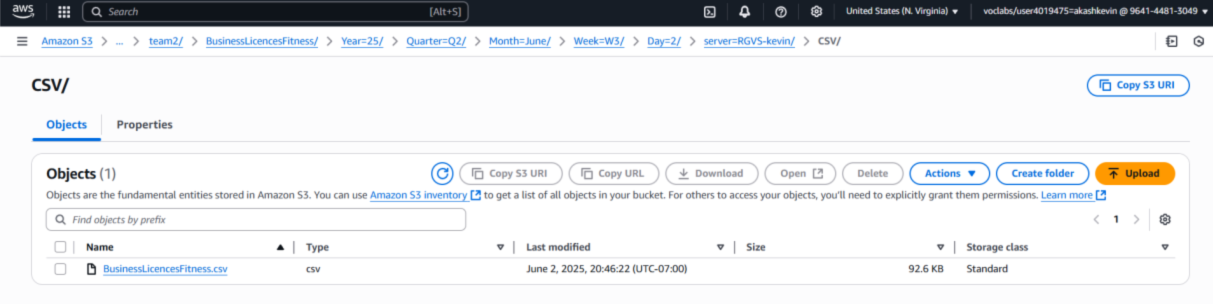 aws Search [Alt+S] United States (N. Virginia) voclabs/user4019475=akashkevin @ 9641-4481-3049
Amazon S3 > ... > team2/ > BusinessLicencesFitness/ > Year=25/ > Quarter=Q2/ > Month=June/ > Week=W3/ > Day=2/ > server=RGVS-kevin/ > CSV/
CSV/
Copy S3 URI
Objects Properties
Objects (1) Copy S3 URI Copy URL Download Open Delete Actions Create folder Upload
Objects are the fundamental entities stored in Amazon S3. You can use Amazon S3 inventory to get a list of all objects in your bucket. For others to access your objects, you'll need to explicitly grant them permissions. Learn more
Find objects by prefix < 1 >
Name Type Last modified Size Storage class
BusinessLicencesFitness.csv csv June 2, 2025, 20:46:22 (UTC-07:00) 92.6 KB Standard